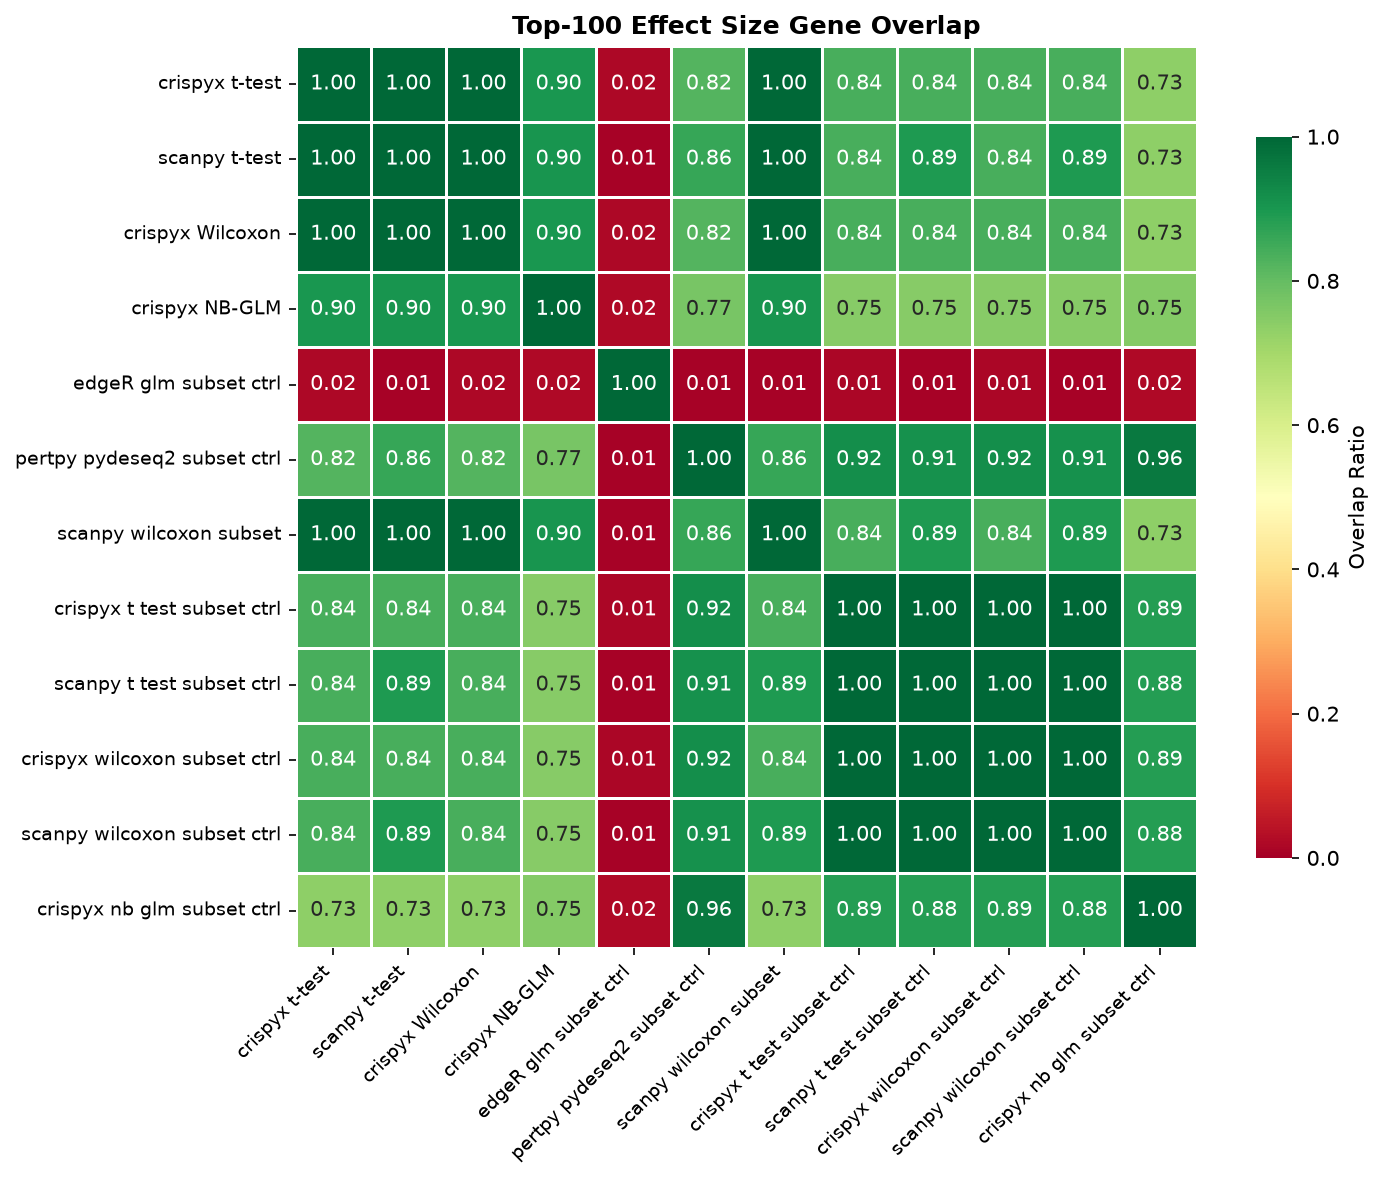 Top-100 Effect Size Gene Overlap
crispyx t-test 1.00 1.00 1.00 0.90 0.02 0.82 1.00 0.84 0.84 0.84 0.84 0.73
scanpy t-test 1.00 1.00 1.00 0.90 0.01 0.86 1.00 0.84 0.89 0.84 0.89 0.73
crispyx Wilcoxon 1.00 1.00 1.00 0.90 0.02 0.82 1.00 0.84 0.84 0.84 0.84 0.73
crispyx NB-GLM 0.90 0.90 0.90 1.00 0.02 0.77 0.90 0.75 0.75 0.75 0.75 0.75
edgeR glm subset ctrl 0.02 0.01 0.02 0.02 1.00 0.01 0.01 0.01 0.01 0.01 0.01 0.02
pertpy pydeseq2 subset ctrl 0.82 0.86 0.82 0.77 0.01 1.00 0.86 0.92 0.91 0.92 0.91 0.96
scanpy wilcoxon subset 1.00 1.00 1.00 0.90 0.01 0.86 1.00 0.84 0.89 0.84 0.89 0.73
crispyx t test subset ctrl 0.84 0.84 0.84 0.75 0.01 0.92 0.84 1.00 1.00 1.00 1.00 0.89
scanpy t test subset ctrl 0.84 0.89 0.84 0.75 0.01 0.91 0.89 1.00 1.00 1.00 1.00 0.88
crispyx wilcoxon subset ctrl 0.84 0.84 0.84 0.75 0.01 0.92 0.84 1.00 1.00 1.00 1.00 0.89
scanpy wilcoxon subset ctrl 0.84 0.89 0.84 0.75 0.01 0.91 0.89 1.00 1.00 1.00 1.00 0.88
crispyx nb glm subset ctrl 0.73 0.73 0.73 0.75 0.02 0.96 0.73 0.89 0.88 0.89 0.88 1.00
crispyx t-test
scanpy t-test
crispyx Wilcoxon
crispyx NB-GLM
edgeR glm subset ctrl
pertpy pydeseq2 subset ctrl
scanpy wilcoxon subset
crispyx t test subset ctrl
scanpy t test subset ctrl
crispyx wilcoxon subset ctrl
scanpy wilcoxon subset ctrl
crispyx nb glm subset ctrl
1.0
0.8
0.6
0.4
0.2
0.0
Overlap Ratio